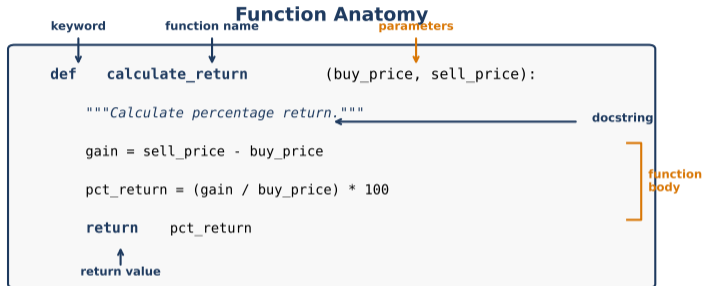 Function Anatomy
keyword function name parameters
def calculate_return (buy_price, sell_price):
"""Calculate percentage return."""
docstring
gain = sell_price - buy_price
pct_return = (gain / buy_price) * 100
function
body
return pct_return
return value